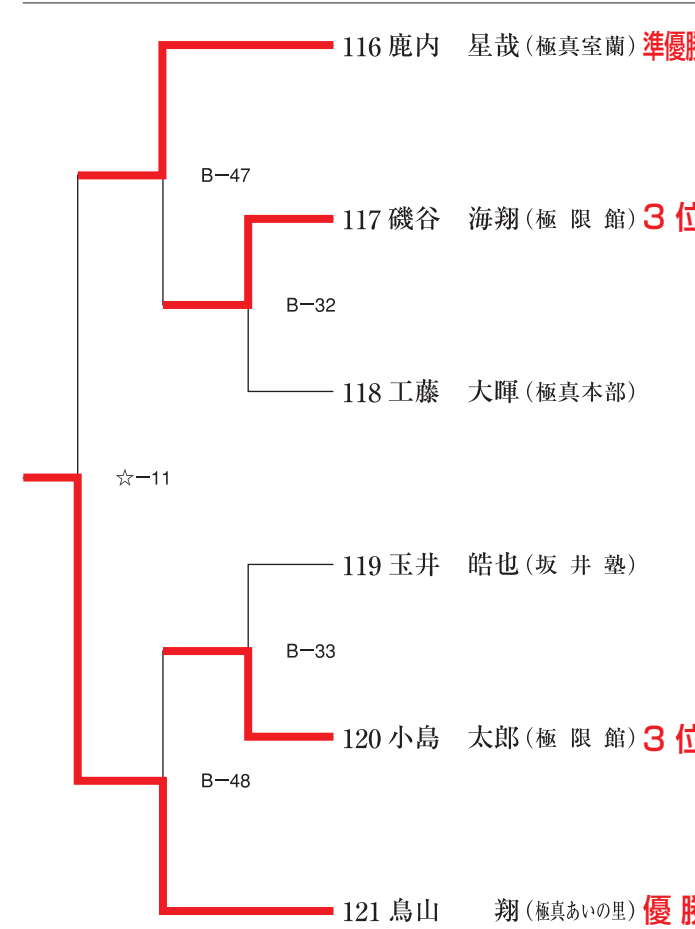 116 鹿内 星哉(極真室蘭) 準優勝
B-47
117 磯谷 海翔(極限館) 3位
B-32
118 工藤 大暉(極真本部)
☆-11
119 玉井 皓也(坂井塾)
B-33
120 小島 太郎(極限館) 3位
B-48
121 鳥山 翔(極真あいの里) 優勝